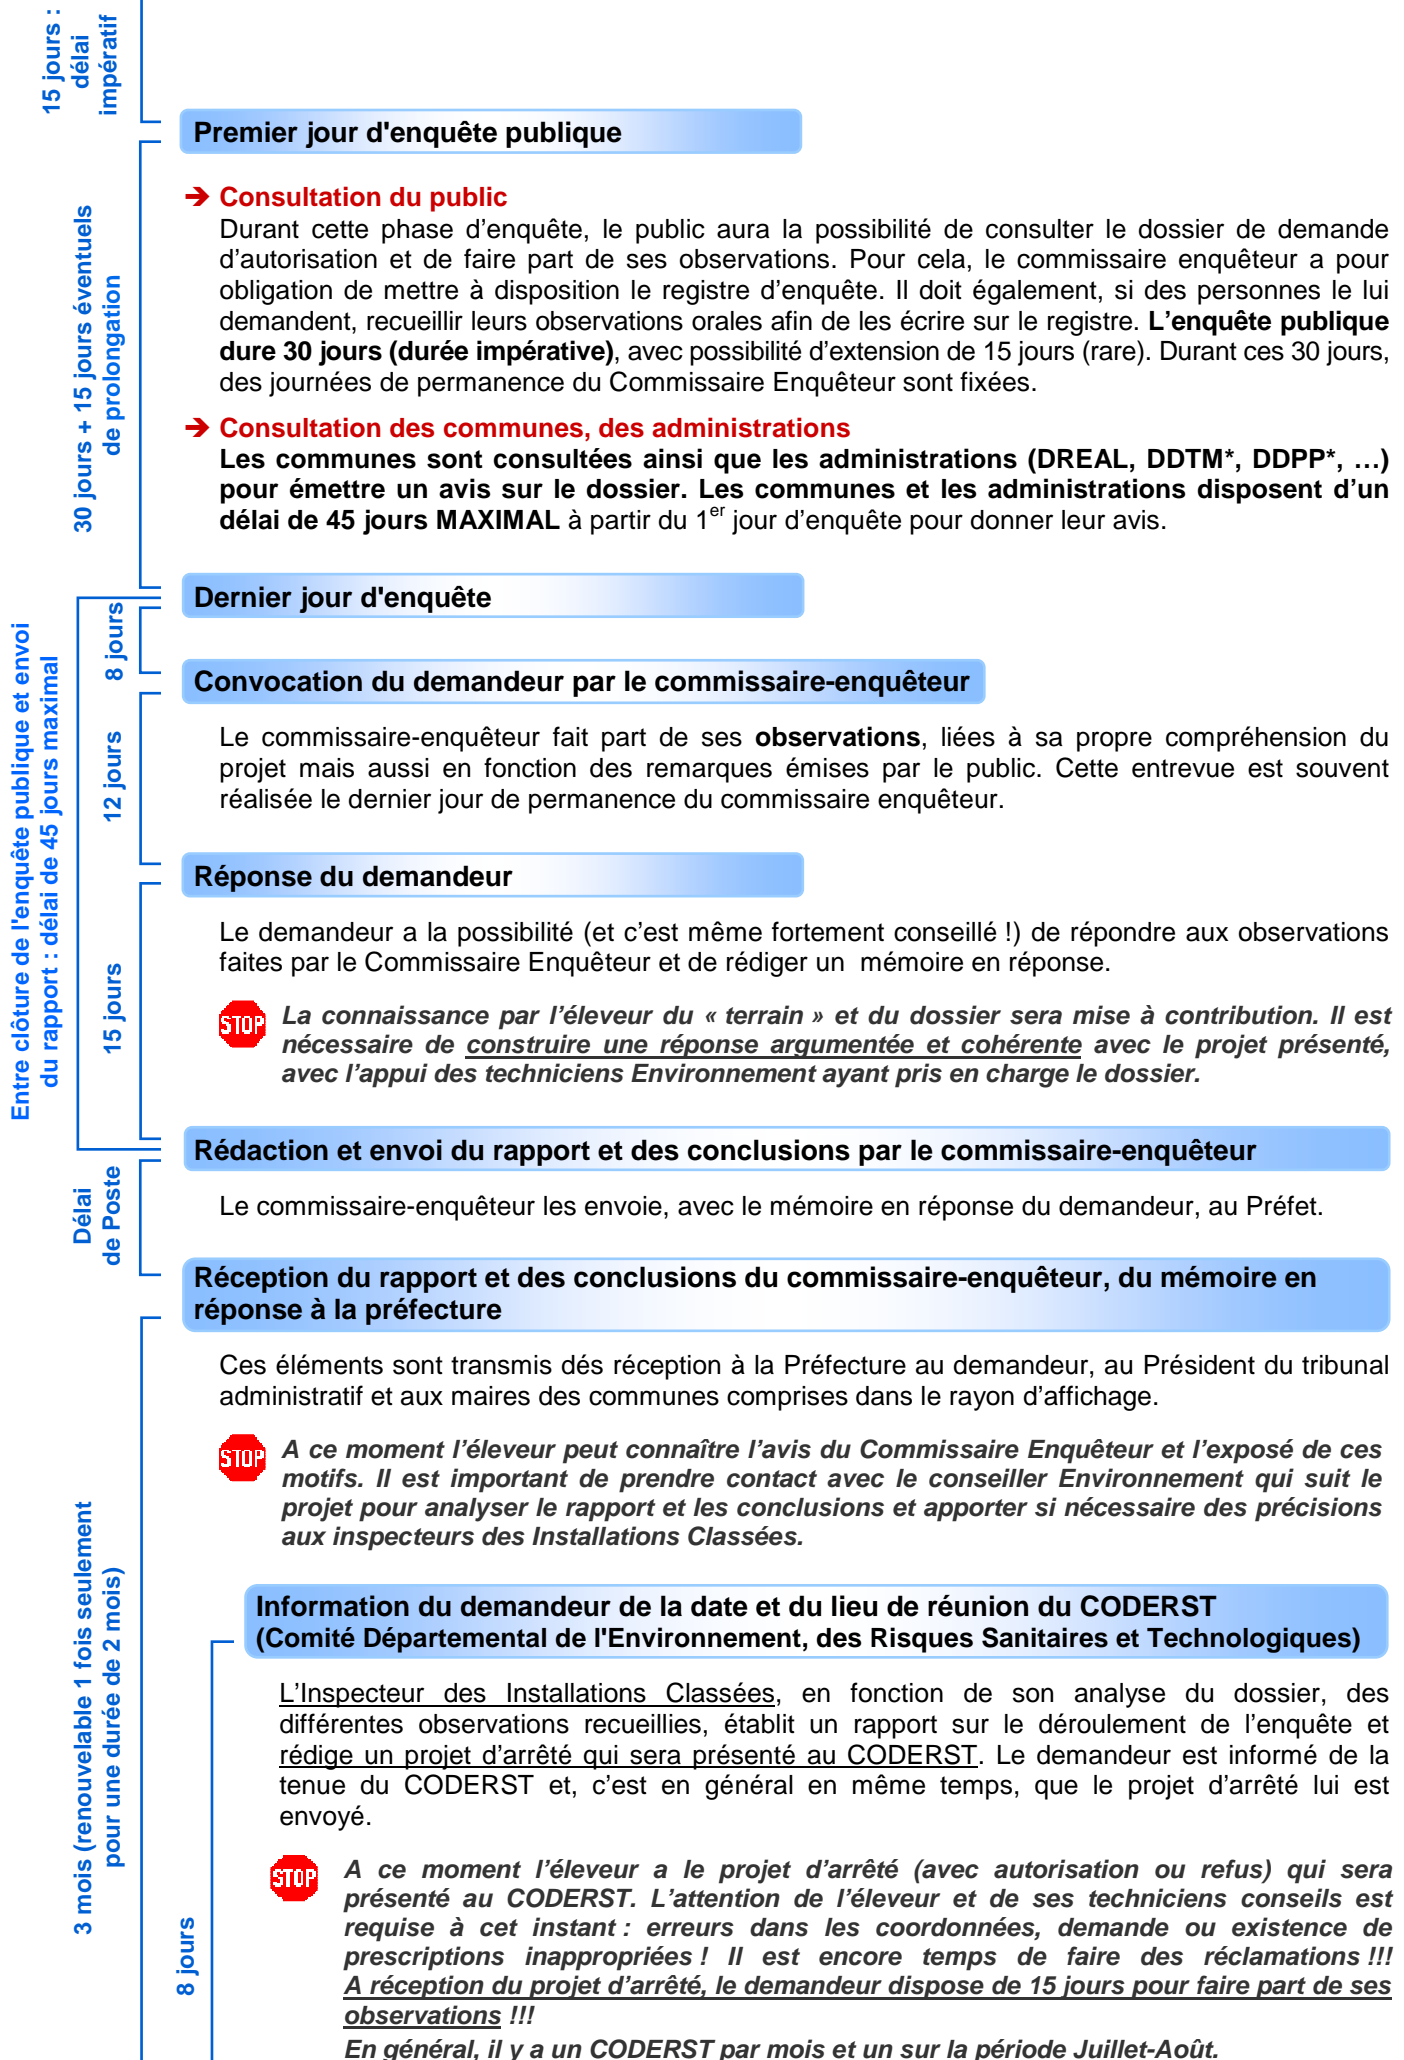 15 jours :
délai
impératif
Premier jour d'enquête publique
30 jours + 15 jours éventuels
de prolongation
➔ Consultation du public
Durant cette phase d’enquête, le public aura la possibilité de consulter le dossier de demande
d’autorisation et de faire part de ses observations. Pour cela, le commissaire enquêteur a pour
obligation de mettre à disposition le registre d’enquête. Il doit également, si des personnes le lui
demandent, recueillir leurs observations orales afin de les écrire sur le registre. L’enquête publique
dure 30 jours (durée impérative), avec possibilité d’extension de 15 jours (rare). Durant ces 30 jours,
des journées de permanence du Commissaire Enquêteur sont fixées.
➔ Consultation des communes, des administrations
Les communes sont consultées ainsi que les administrations (DREAL, DDTM*, DDPP*, …)
pour émettre un avis sur le dossier. Les communes et les administrations disposent d’un
délai de 45 jours MAXIMAL à partir du 1er jour d’enquête pour donner leur avis.
Dernier jour d'enquête
Entre clôture de l'enquête publique et envoi
du rapport : délai de 45 jours maximal
8 jours
Convocation du demandeur par le commissaire-enquêteur
12 jours
Le commissaire-enquêteur fait part de ses observations, liées à sa propre compréhension du
projet mais aussi en fonction des remarques émises par le public. Cette entrevue est souvent
réalisée le dernier jour de permanence du commissaire enquêteur.
Réponse du demandeur
15 jours
Le demandeur a la possibilité (et c’est même fortement conseillé !) de répondre aux observations
faites par le Commissaire Enquêteur et de rédiger un mémoire en réponse.
STOP
La connaissance par l’éleveur du « terrain » et du dossier sera mise à contribution. Il est
nécessaire de construire une réponse argumentée et cohérente avec le projet présenté,
avec l’appui des techniciens Environnement ayant pris en charge le dossier.
Rédaction et envoi du rapport et des conclusions par le commissaire-enquêteur
Délai
de Poste
Le commissaire-enquêteur les envoie, avec le mémoire en réponse du demandeur, au Préfet.
Réception du rapport et des conclusions du commissaire-enquêteur, du mémoire en
réponse à la préfecture
3 mois (renouvelable 1 fois seulement
pour une durée de 2 mois)
Ces éléments sont transmis dés réception à la Préfecture au demandeur, au Président du tribunal
administratif et aux maires des communes comprises dans le rayon d’affichage.
STOP
A ce moment l’éleveur peut connaître l’avis du Commissaire Enquêteur et l’exposé de ces
motifs. Il est important de prendre contact avec le conseiller Environnement qui suit le
projet pour analyser le rapport et les conclusions et apporter si nécessaire des précisions
aux inspecteurs des Installations Classées.
Information du demandeur de la date et du lieu de réunion du CODERST
(Comité Départemental de l'Environnement, des Risques Sanitaires et Technologiques)
8 jours
L’Inspecteur des Installations Classées, en fonction de son analyse du dossier, des
différentes observations recueillies, établit un rapport sur le déroulement de l’enquête et
rédige un projet d’arrêté qui sera présenté au CODERST. Le demandeur est informé de la
tenue du CODERST et, c’est en général en même temps, que le projet d’arrêté lui est
envoyé.
STOP
A ce moment l’éleveur a le projet d’arrêté (avec autorisation ou refus) qui sera
présenté au CODERST. L’attention de l’éleveur et de ses techniciens conseils est
requise à cet instant : erreurs dans les coordonnées, demande ou existence de
prescriptions inappropriées ! Il est encore temps de faire des réclamations !!!
A réception du projet d’arrêté, le demandeur dispose de 15 jours pour faire part de ses
observations !!!
En général, il y a un CODERST par mois et un sur la période Juillet-Août.